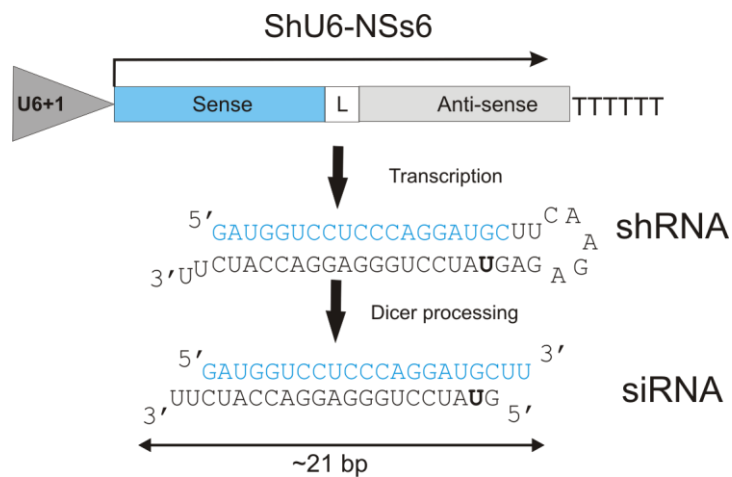 ShU6-NSs6
U6+1 Sense L Anti-sense TTTTTT
Transcription
5′ GAUGGUCCUCCCAGGAUGCUU C A A G A
3′ UUCUACCAGGAGGGUCCUAUGAG
shRNA
Dicer processing
5′ GAUGGUCCUCCCAGGAUGCUU 3′
3′ UUCUACCAGGAGGGUCCUAUG 5′
siRNA
~21 bp